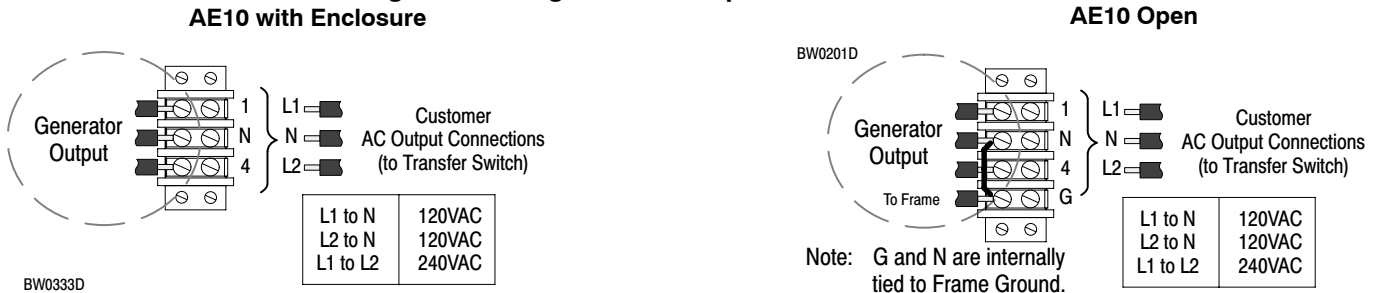 AE10 with Enclosure
Generator
Output
1
N
4
L1
N
L2
Customer
AC Output Connections
(to Transfer Switch)
L1 to N 120VAC
L2 to N 120VAC
L1 to L2 240VAC
BW0333D
AE10 Open
BW0201D
Generator
Output
To Frame
1
N
4
G
L1
N
L2
Customer
AC Output Connections
(to Transfer Switch)
L1 to N 120VAC
L2 to N 120VAC
L1 to L2 240VAC
Note: G and N are internally
tied to Frame Ground.